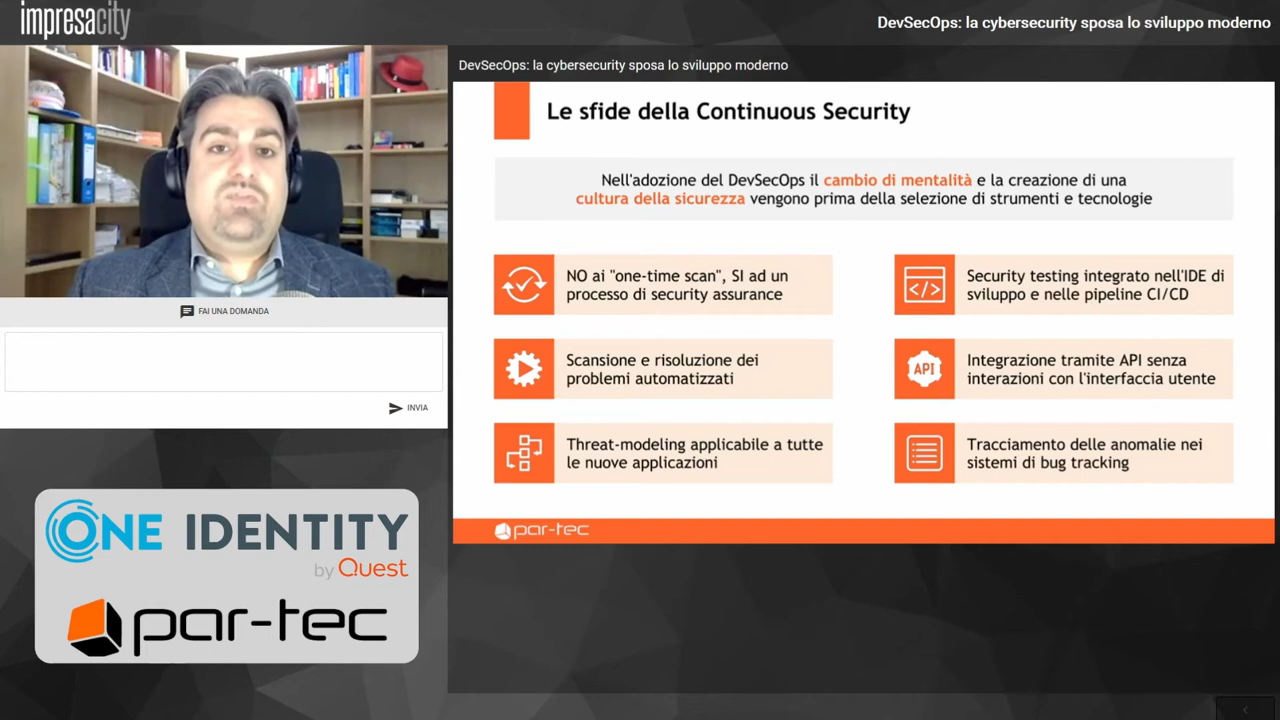 impresacity
DevSecOps: la cybersecurity sposa lo sviluppo moderno
DevSecOps: la cybersecurity sposa lo sviluppo moderno
Le sfide della Continuous Security
Nell'adozione del DevSecOps il cambio di mentalità e la creazione di una
cultura della sicurezza vengono prima della selezione di strumenti e tecnologie
NO ai "one-time scan", SI ad un
processo di security assurance
Security testing integrato nell'IDE di
sviluppo e nelle pipeline CI/CD
Scansione e risoluzione dei
problemi automatizzati
API
Integrazione tramite API senza
interazioni con l'interfaccia utente
Threat-modeling applicabile a tutte
le nuove applicazioni
Tracciamento delle anomalie nei
sistemi di bug tracking
par-tec
FAI UNA DOMANDA
INVIA
ONE IDENTITY
by Quest
par-tec